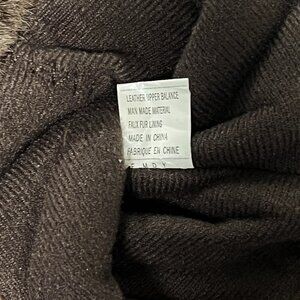 LEATHER UPPER BALANCE
MAN MADE MATERIAL
FAUX FUR LINING
MADE IN CHINA
FABRIQUE EN CHINE